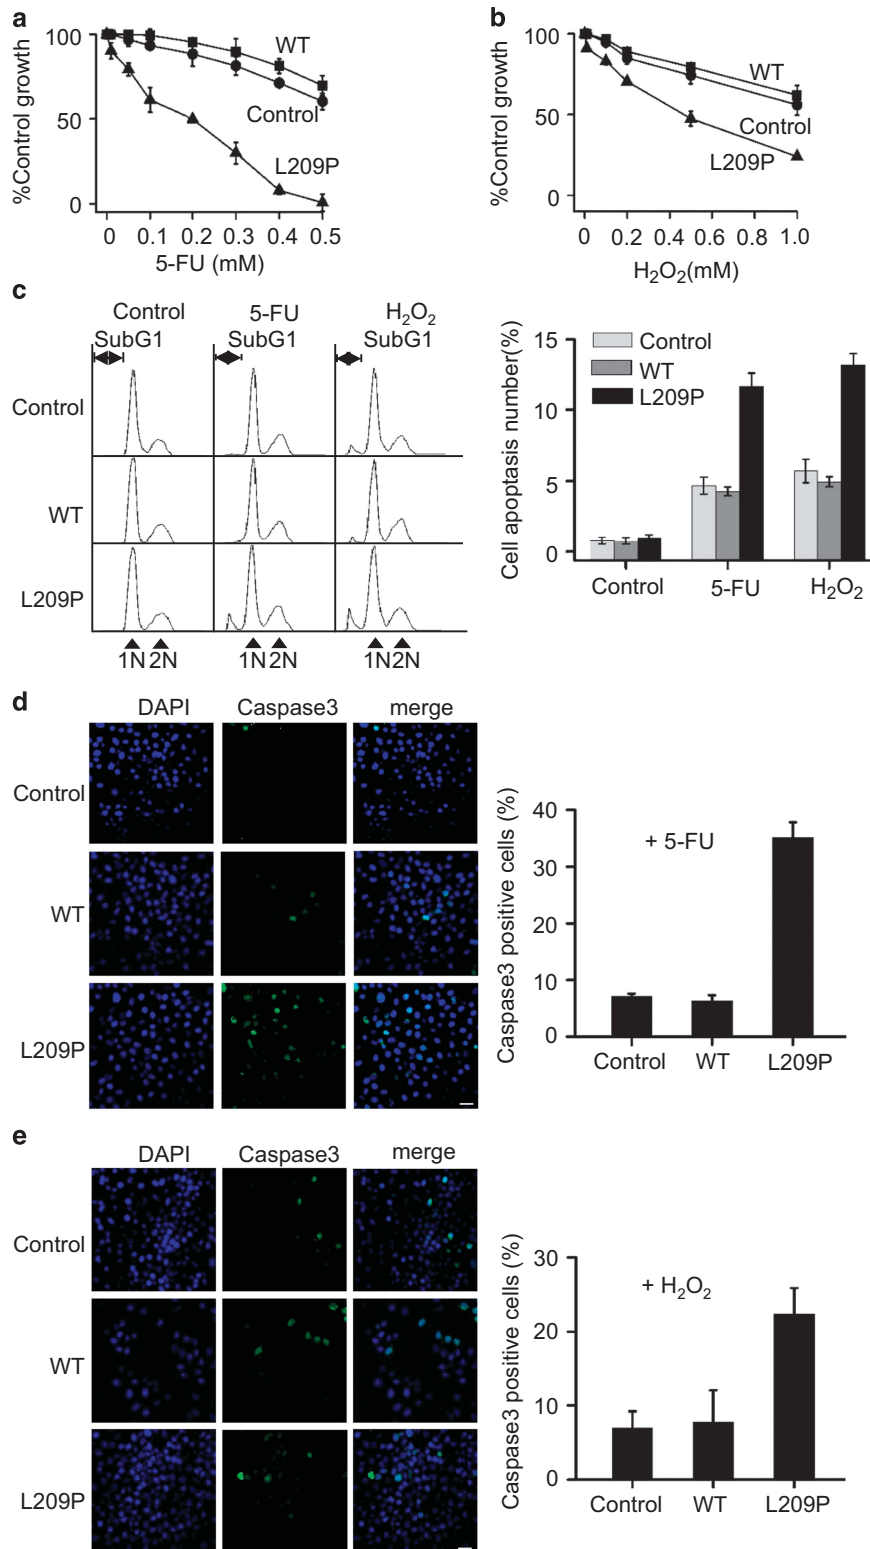 a
%Control growth
100
50
0
WT
Control
L209P
0 0.1 0.2 0.3 0.4 0.5
5-FU (mM)
b
%Control growth
100
50
0
WT
Control
L209P
0 0.2 0.4 0.6 0.8 1.0
H₂O₂(mM)
c
Control 5-FU H₂O₂
SubG1 SubG1 SubG1
Control
WT
L209P
1N 2N 1N 2N 1N 2N
Cell apoptasis number(%)
15
10
5
0
Control
WT
L209P
Control 5-FU H₂O₂
d
DAPI Caspase3 merge
Control
WT
L209P
Caspase3 positive cells (%)
40
30
20
10
0
+ 5-FU
Control WT L209P
e
DAPI Caspase3 merge
Control
WT
L209P
Caspase3 positive cells (%)
30
20
10
0
+ H₂O₂
Control WT L209P